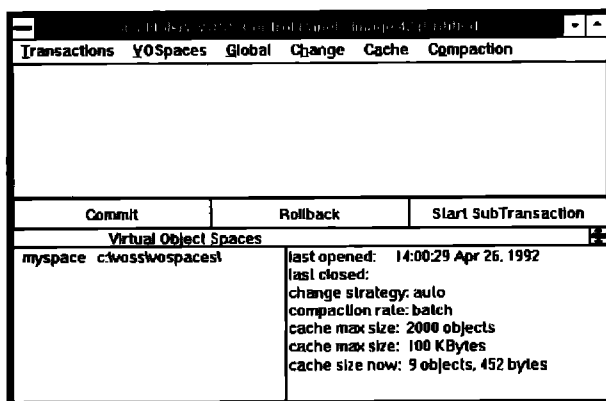 Transactions VOSpaces Global Change Cache Compaction
Commit Rollback Start SubTransaction
Virtual Object Spaces
myspace c:\voss\vospaces\
last opened: 14:00:29 Apr 26, 1992
last closed:
change strategy: auto
compaction rate: batch
cache max size: 2000 objects
cache max size: 100 KBytes
cache size now: 9 objects, 452 bytes